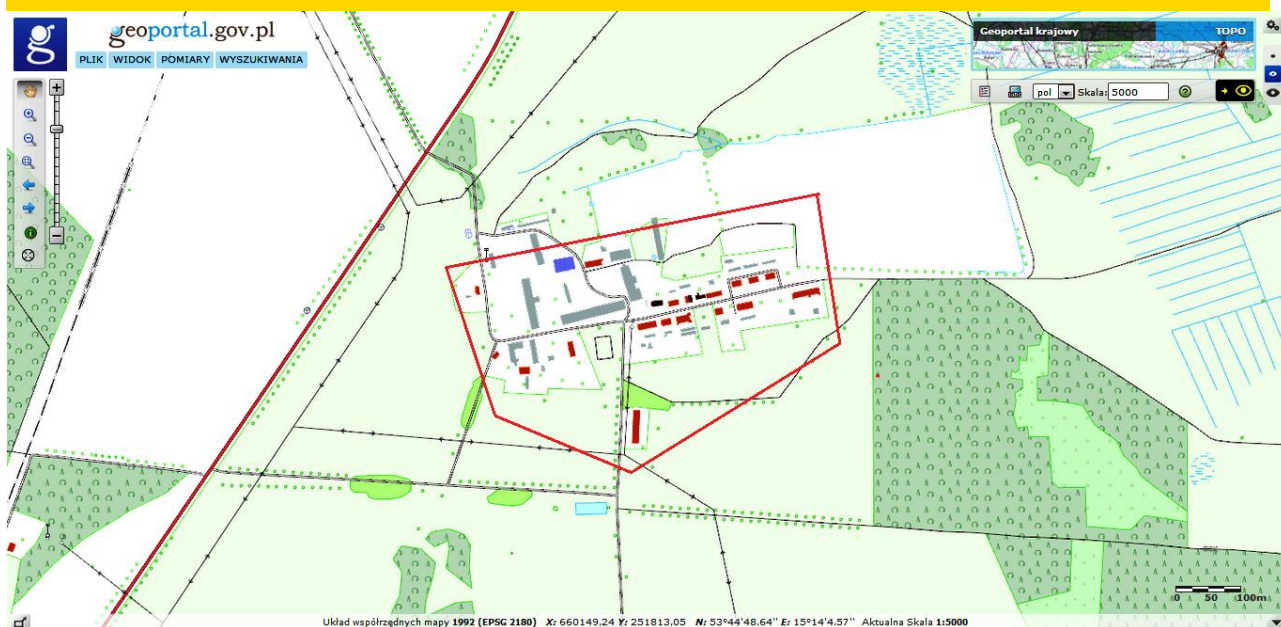 geoportal.gov.pl
PLIK WIDOK POMIARY WYSZUKIWANIA
Geoportal krajowy TOPO
pol Skala: 5000
0 50 100m
Układ współrzędnych mapy 1992 (EPSG 2180) X: 660149,24 Y: 251813,05 N: 53°44'48.64" E: 15°14'4.57" Aktualna Skala 1:5000